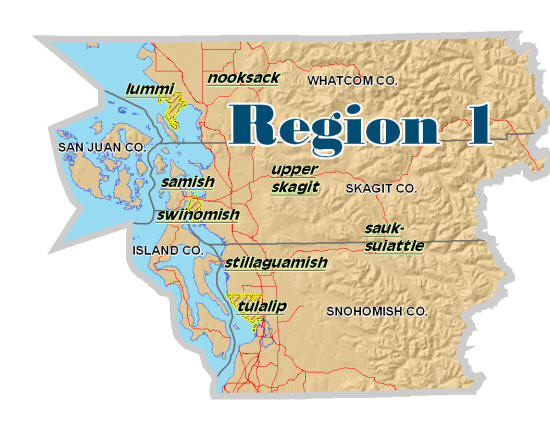 nooksack
WHATCOM CO.
lummi
Region 1
SAN JUAN CO.
samish
upper
skagit
SKAGIT CO.
swinomish
sauk-
suiattle
ISLAND CO.
stillaguamish
tulalip
SNOHOMISH CO.